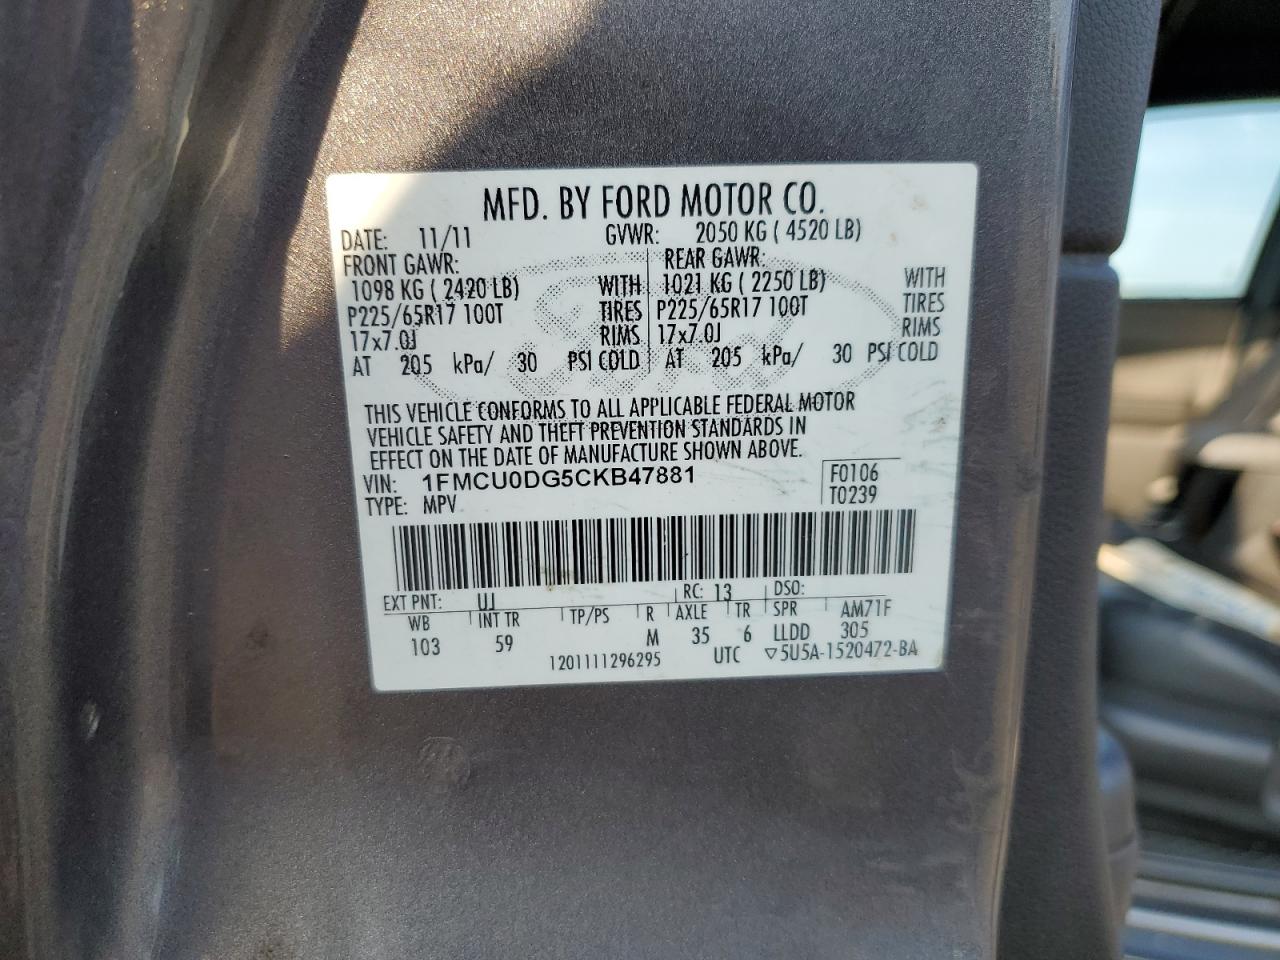 MFD. BY FORD MOTOR CO.
DATE: 11/11 GVWR: 2050 KG ( 4520 LB)
FRONT GAWR: REAR GAWR:
1098 KG ( 2420 LB) WITH 1021 KG ( 2250 LB) WITH
P225/65R17 100T TIRES P225/65R17 100T TIRES
17x7.0J RIMS 17x7.0J RIMS
AT 205 kPa/ 30 PSI COLD AT 205 kPa/ 30 PSI COLD
THIS VEHICLE CONFORMS TO ALL APPLICABLE FEDERAL MOTOR
VEHICLE SAFETY AND THEFT PREVENTION STANDARDS IN
EFFECT ON THE DATE OF MANUFACTURE SHOWN ABOVE.
VIN: 1FMCU0DG5CKB47881 F0106
TYPE: MPV T0239
EXT PNT: UJ RC: 13 DSO:
WB INT TR TP/PS R AXLE TR SPR AM71F
103 59 M 35 6 LLDD 305
1201111296295 UTC ▽5U5A-1520472-BA